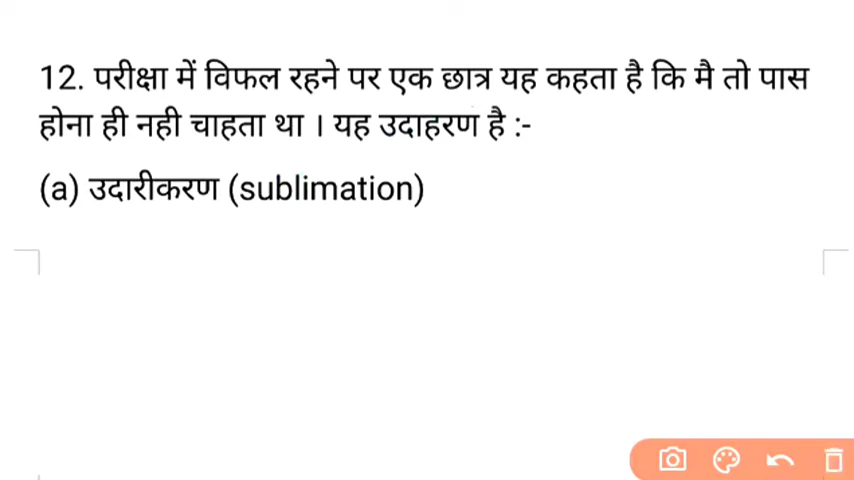 12. परीक्षा में विफल रहने पर एक छात्र यह कहता है कि मै तो पास
होना ही नही चाहता था । यह उदाहरण है :-
(a) उदारीकरण (sublimation)